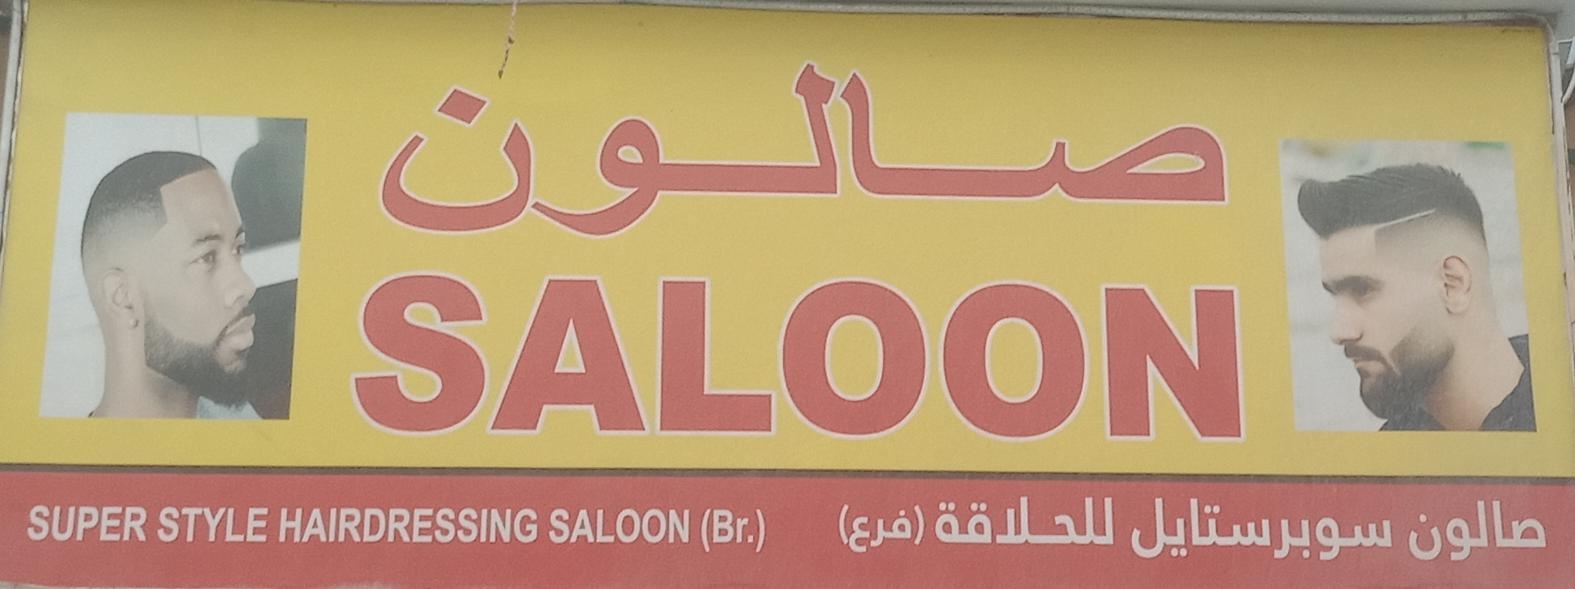 صالون
SALOON
SUPER STYLE HAIRDRESSING SALOON (Br.)
صالون سوبرستايل للحلاقة (فرع)